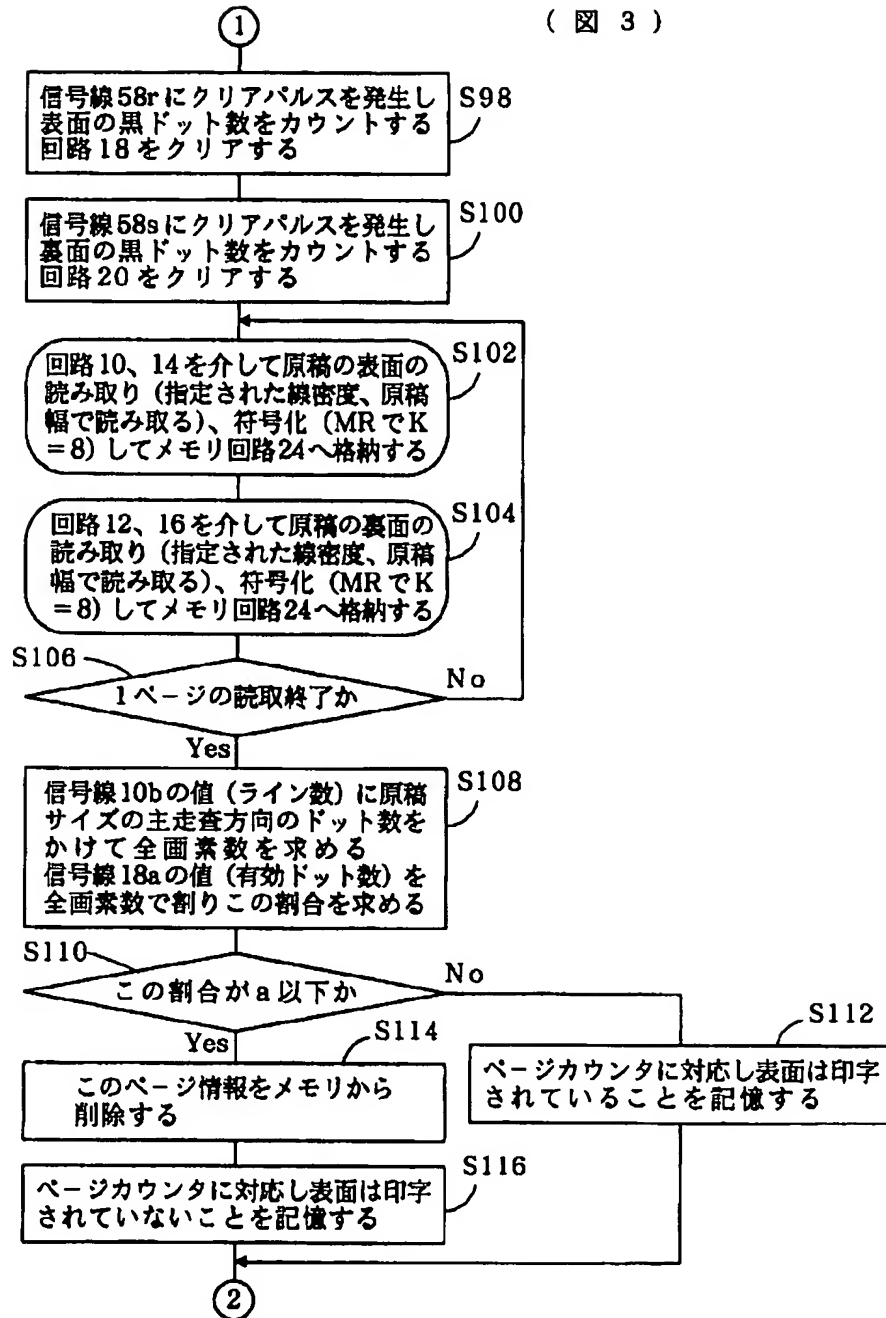 ( 図 3 )
1
信号線58rにクリアパルスを発生し
表面の黒ドット数をカウントする
回路18をクリアする
S98
信号線58sにクリアパルスを発生し
裏面の黒ドット数をカウントする
回路20をクリアする
S100
回路10、14を介して原稿の表面の
読み取り（指定された線密度、原稿
幅で読み取る）、符号化（MRでK
=8）してメモリ回路24へ格納する
S102
回路12、16を介して原稿の裏面の
読み取り（指定された線密度、原稿
幅で読み取る）、符号化（MRでK
=8）してメモリ回路24へ格納する
S104
S106
1ページの読取終了か
No
Yes
信号線10bの値（ライン数）に原稿
サイズの主走査方向のドット数を
かけて全画素数を求める
信号線18aの値（有効ドット数）を
全画素数で割りこの割合を求める
S108
S110
この割合がa以下か
No
Yes
S114
このページ情報をメモリから
削除する
S112
ページカウンタに対応し表面は印字
されていることを記憶する
S116
ページカウンタに対応し表面は印字
されていないことを記憶する
2